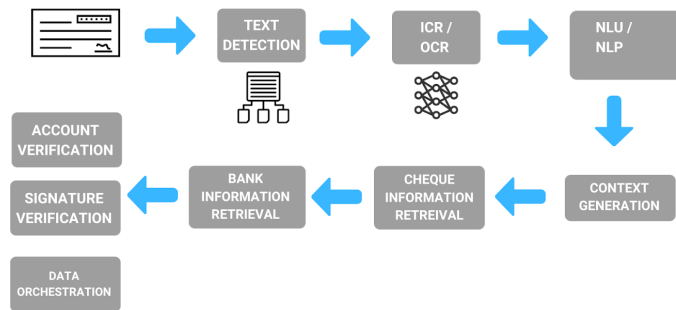 TEXT
DETECTION
ICR /
OCR
NLU /
NLP
ACCOUNT
VERIFICATION
SIGNATURE
VERIFICATION
BANK
INFORMATION
RETRIEVAL
CHEQUE
INFORMATION
RETREIVAL
CONTEXT
GENERATION
DATA
ORCHESTRATION